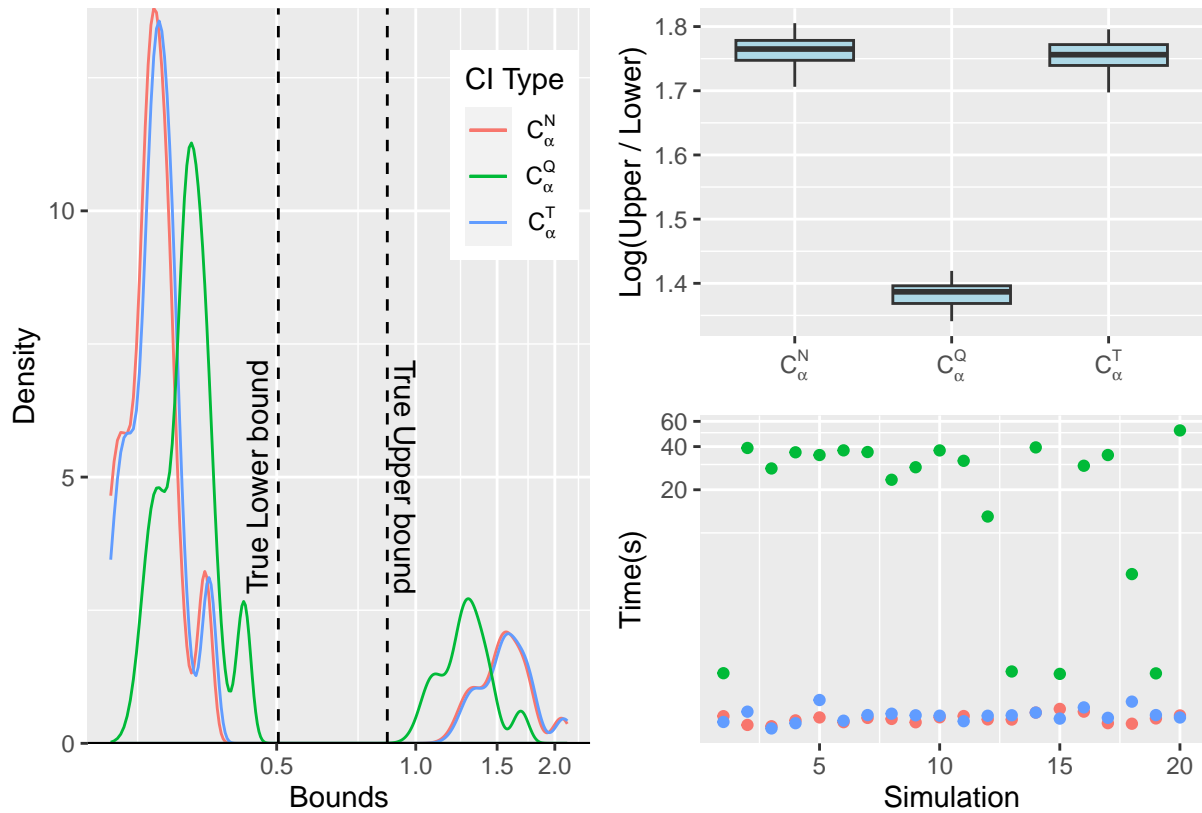 Density
10
5
0
True Lower bound
True Upper bound
CI Type
C_α^N
C_α^Q
C_α^T
0.5
1.0
1.5
2.0
Bounds
Log(Upper / Lower)
1.8
1.7
1.6
1.5
1.4
C_α^N
C_α^Q
C_α^T
Time(s)
60
40
20
5
10
15
20
Simulation